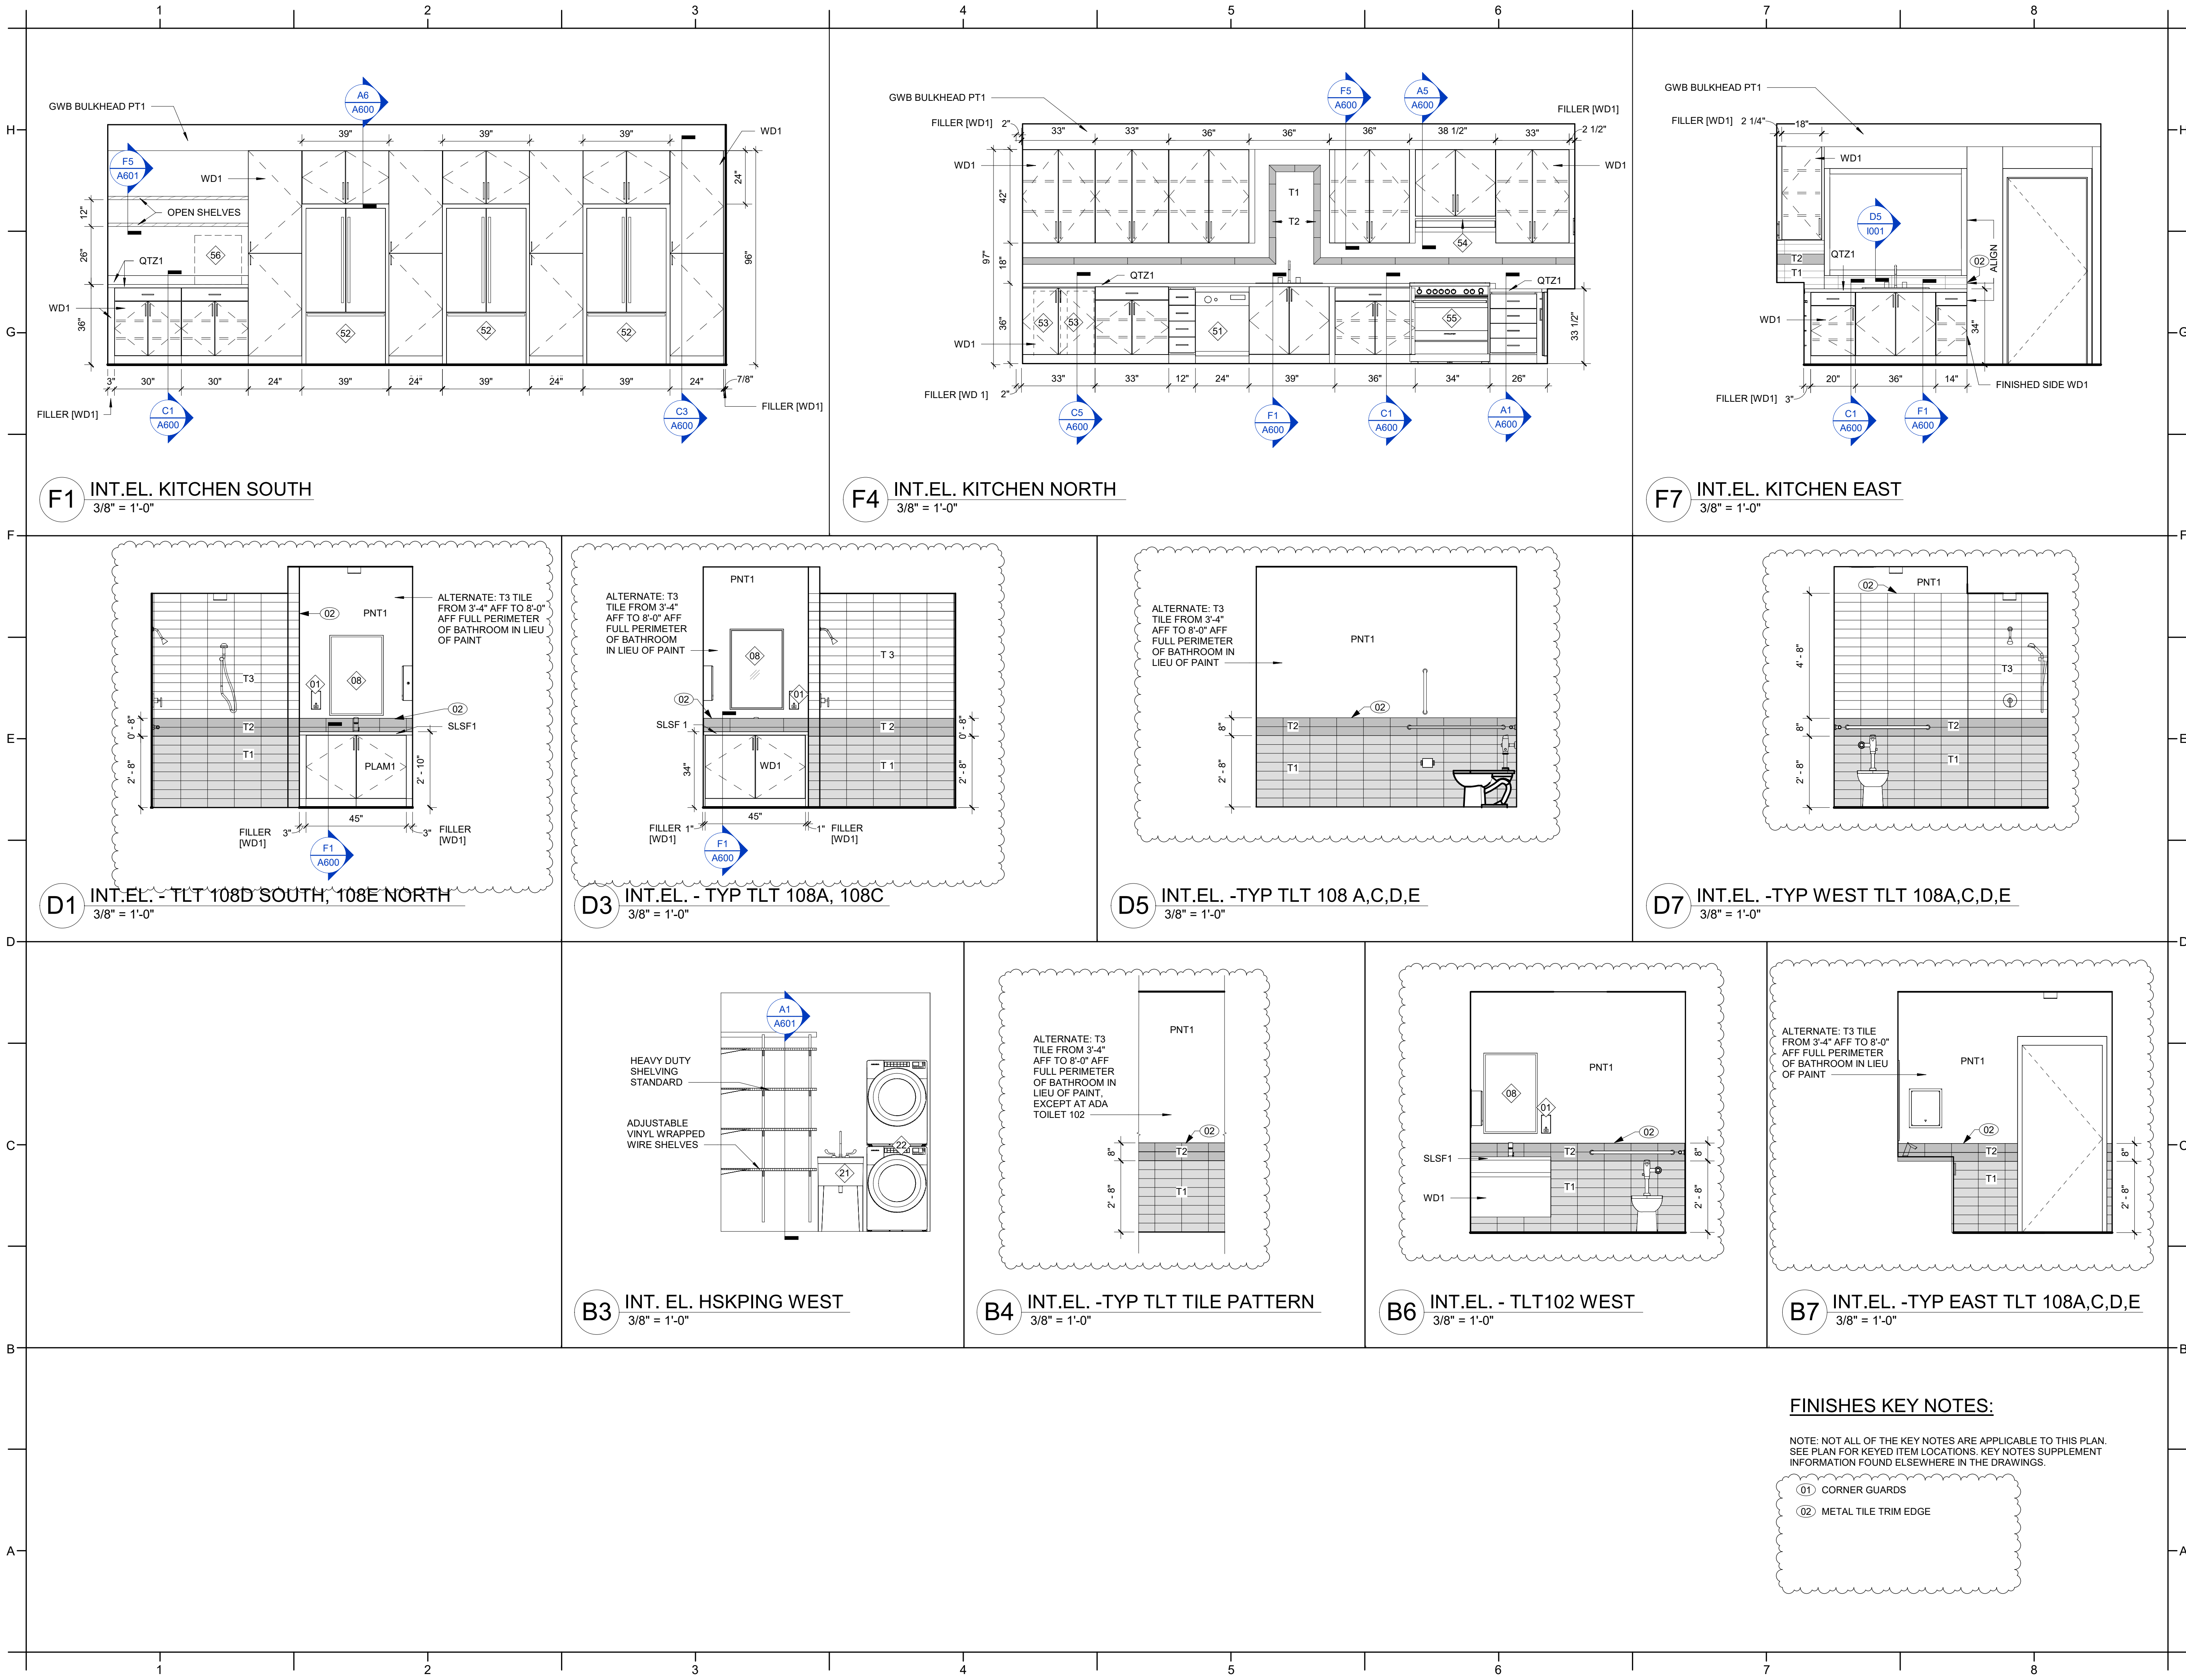 1
2
3
4
5
6
7
8
H
G
F
E
D
C
B
A
H
G
F
E
D
C
B
A
GWB BULKHEAD PT1
A6
A600
39"
39"
39"
WD1
F5
A601
WD1
24"
12"
OPEN SHELVES
26"
56
96"
QTZ1
WD1
36"
52
52
52
3"
30"
30"
24"
39"
24"
39"
24"
39"
24"
7/8"
FILLER [WD1]
FILLER [WD1]
C1
A600
C3
A600
F1
INT.EL. KITCHEN SOUTH
3/8" = 1'-0"
GWB BULKHEAD PT1
F5
A600
A5
A600
FILLER [WD1]
FILLER [WD1]
2"
33"
33"
36"
36"
36"
38 1/2"
33"
2 1/2"
WD1
WD1
42"
T1
T2
54
97"
18"
QTZ1
QTZ1
36"
53
53
51
55
33 1/2"
WD1
33"
33"
12"
24"
39"
36"
34"
26"
FILLER [WD 1]
2"
C5
A600
F1
A600
C1
A600
A1
A600
F4
INT.EL. KITCHEN NORTH
3/8" = 1'-0"
GWB BULKHEAD PT1
FILLER [WD1]
2 1/4"
18"
WD1
D5
I001
ALIGN
T2
QTZ1
02
T1
WD1
34"
20"
36"
14"
FINISHED SIDE WD1
FILLER [WD1]
3"
C1
A600
F1
A600
F7
INT.EL. KITCHEN EAST
3/8" = 1'-0"
ALTERNATE: T3 TILE
FROM 3'-4" AFF TO 8'-0"
AFF FULL PERIMETER
OF BATHROOM IN LIEU
OF PAINT
02
PNT1
T3
01
08
02
0' - 8"
T2
SLSF1
T1
2' - 8"
PLAM1
2' - 10"
45"
FILLER
[WD1]
3"
3"
FILLER
[WD1]
F1
A600
D1
INT.EL. - TLT 108D SOUTH, 108E NORTH
3/8" = 1'-0"
PNT1
ALTERNATE: T3
TILE FROM 3'-4"
AFF TO 8'-0" AFF
FULL PERIMETER
OF BATHROOM
IN LIEU OF PAINT
08
T 3
02
01
SLSF 1
T 2
0' - 8"
34"
WD1
T 1
2' - 8"
45"
FILLER
[WD1]
1"
1"
FILLER
[WD1]
F1
A600
D3
INT.EL. - TYP TLT 108A, 108C
3/8" = 1'-0"
ALTERNATE: T3
TILE FROM 3'-4"
AFF TO 8'-0" AFF
FULL PERIMETER
OF BATHROOM IN
LIEU OF PAINT
PNT1
02
8"
T2
2' - 8"
T1
D5
INT.EL. -TYP TLT 108 A,C,D,E
3/8" = 1'-0"
02
PNT1
4' - 8"
T3
8"
T2
2' - 8"
T1
D7
INT.EL. -TYP WEST TLT 108A,C,D,E
3/8" = 1'-0"
A1
A601
HEAVY DUTY
SHELVING
STANDARD
ADJUSTABLE
VINYL WRAPPED
WIRE SHELVES
22
21
B3
INT. EL. HSKPING WEST
3/8" = 1'-0"
PNT1
ALTERNATE: T3
TILE FROM 3'-4"
AFF TO 8'-0" AFF
FULL PERIMETER
OF BATHROOM IN
LIEU OF PAINT,
EXCEPT AT ADA
TOILET 102
02
8"
T2
2' - 8"
T1
B4
INT.EL. -TYP TLT TILE PATTERN
3/8" = 1'-0"
PNT1
08
01
02
SLSF1
T2
8"
WD1
T1
2' - 8"
B6
INT.EL. - TLT102 WEST
3/8" = 1'-0"
ALTERNATE: T3 TILE
FROM 3'-4" AFF TO 8'-0"
AFF FULL PERIMETER
OF BATHROOM IN LIEU
OF PAINT
PNT1
02
T2
8"
T1
2' - 8"
B7
INT.EL. -TYP EAST TLT 108A,C,D,E
3/8" = 1'-0"
FINISHES KEY NOTES:
NOTE: NOT ALL OF THE KEY NOTES ARE APPLICABLE TO THIS PLAN.
SEE PLAN FOR KEYED ITEM LOCATIONS. KEY NOTES SUPPLEMENT
INFORMATION FOUND ELSEWHERE IN THE DRAWINGS.
01 CORNER GUARDS
02 METAL TILE TRIM EDGE
1
2
3
4
5
6
7
8